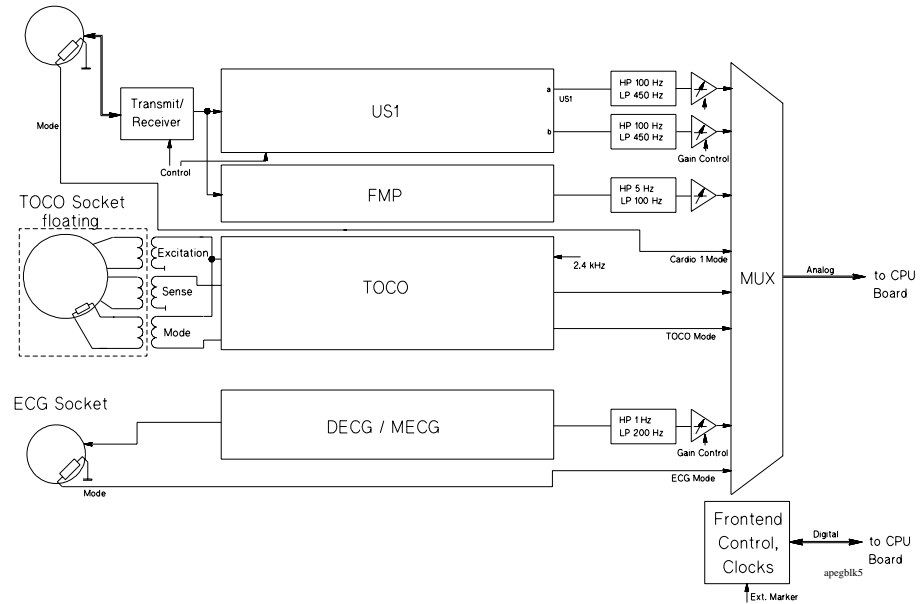 HP 100 Hz
LP 450 Hz
a
US1
Transmit/
Receiver
US1
Mode
b
HP 100 Hz
LP 450 Hz
Gain Control
Control
FMP
HP 5 Hz
LP 100 Hz
TOCO Socket
floating
Excitation
Cardio 1 Mode
2.4 kHz
MUX
Analog
to CPU
Board
Sense
TOCO
Mode
TOCO Mode
ECG Socket
DECG / MECG
HP 1 Hz
LP 200 Hz
Gain Control
Mode
ECG Mode
Frontend
Control,
Clocks
Digital
to CPU
Board
apegblk5
Ext. Marker